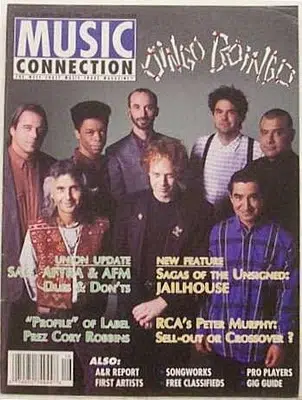 MUSIC
CONNECTION
THE WEST COAST MUSIC TRADE MAGAZINE
OINGO BOINGO
UNION UPDATE
SAG, AFTRA & AFM
DUES & DON'TS
NEW FEATURE
SAGAS OF THE UNSIGNED:
JAILHOUSE
"PROFILE" OF LABEL
PREZ CORY ROBBINS
RCA'S PETER MURPHY:
SELL-OUT OR CROSSOVER?
ALSO:
A&R REPORT
FIRST ARTISTS
· SONGWORKS
FREE CLASSIFIEDS
· PRO PLAYERS
GIG GUIDE